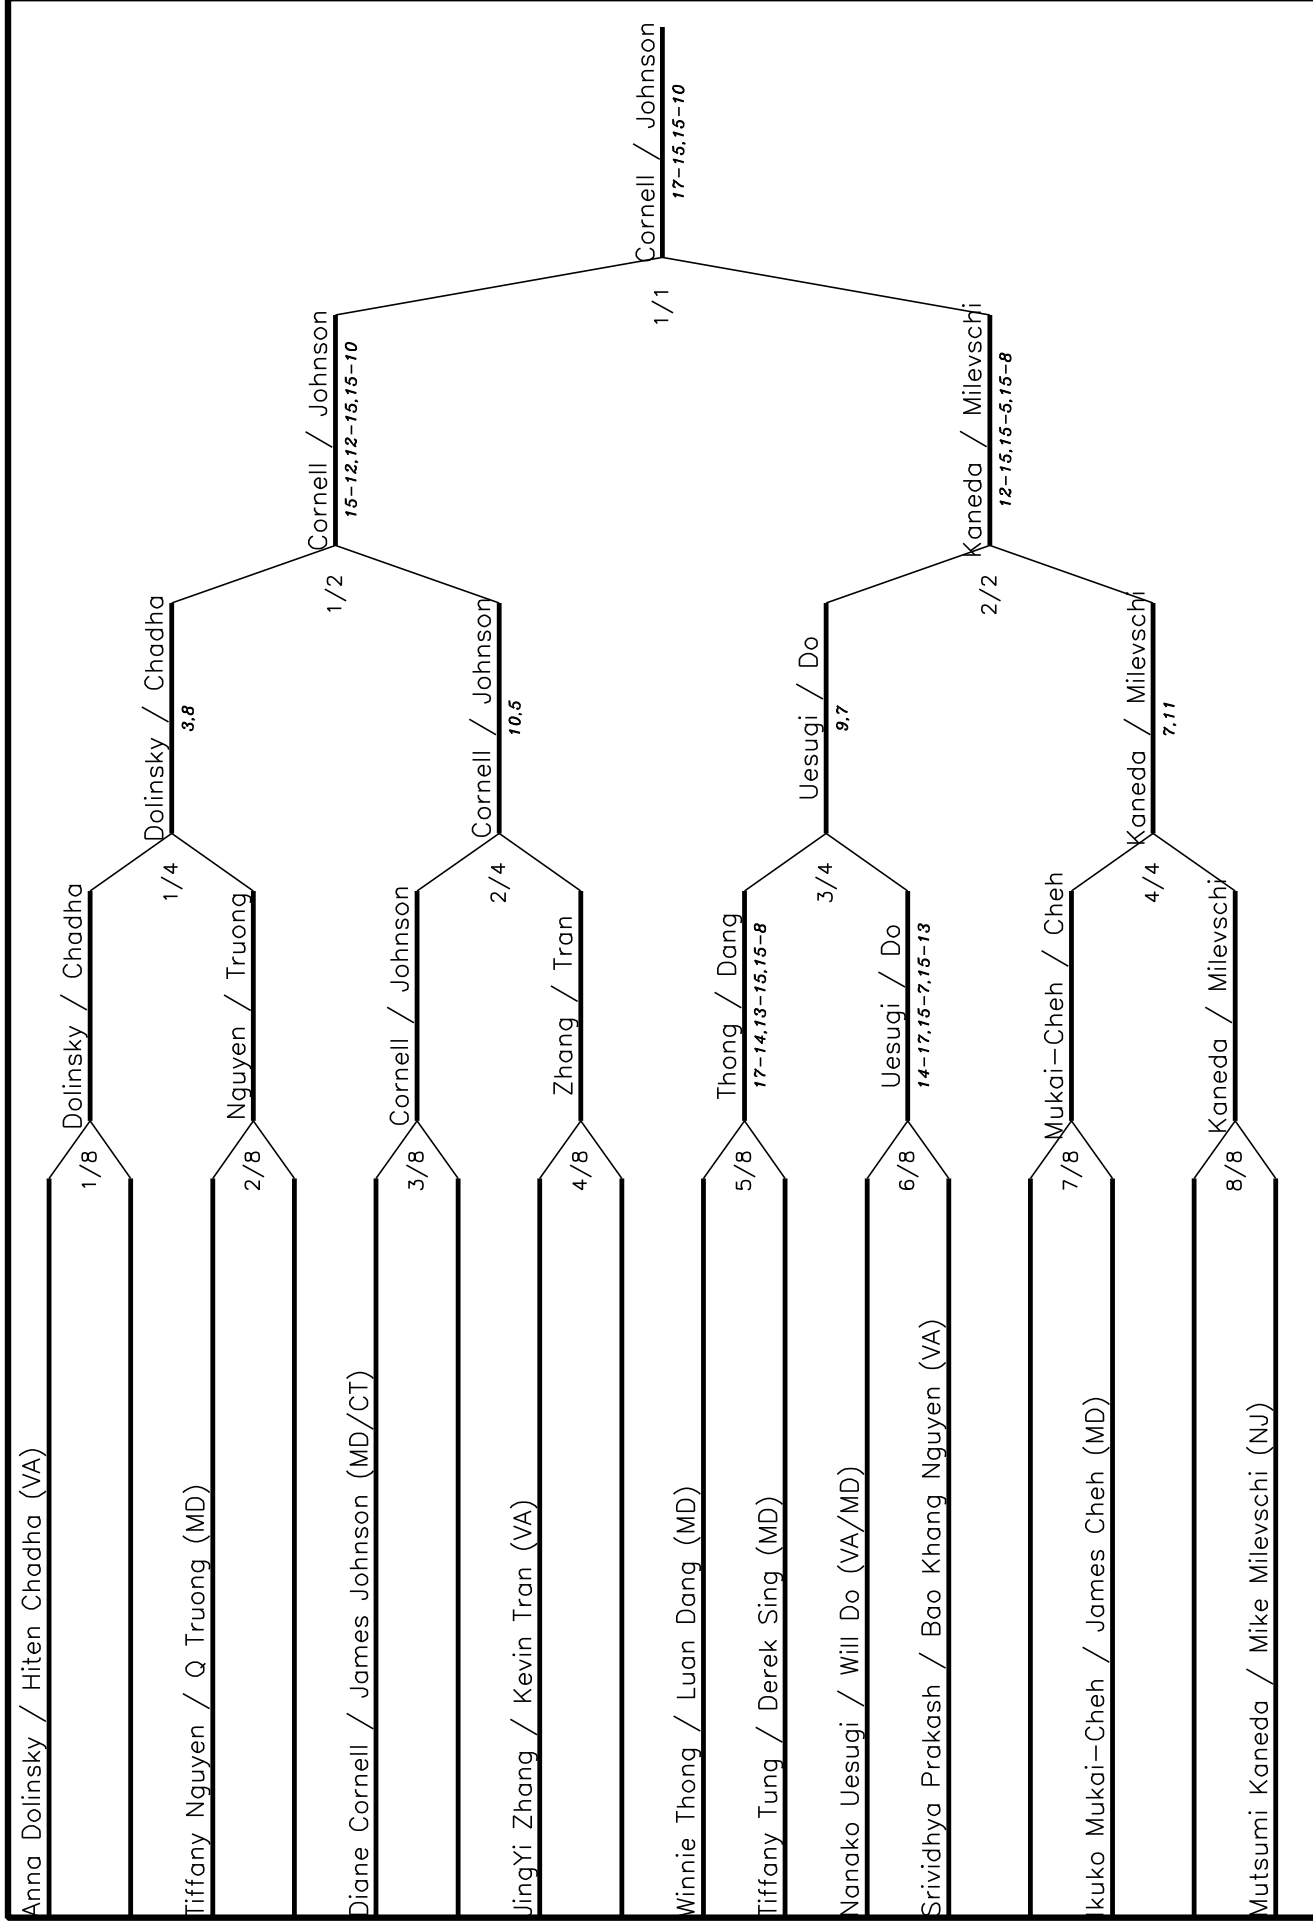 Anna Dolinsky / Hiten Chadha (VA)
Tiffany Nguyen / Q Truong (MD)
Diane Cornell / James Johnson (MD/CT)
JingYi Zhang / Kevin Tran (VA)
Winnie Thong / Luan Dang (MD)
Tiffany Tung / Derek Sing (MD)
Nanako Uesugi / Will Do (VA/MD)
Srividhya Prakash / Bao Khang Nguyen (VA)
Ikuko Mukai-Cheh / James Cheh (MD)
Mutsumi Kaneda / Mike Milevschi (NJ)
1/8
2/8
3/8
4/8
5/8
6/8
7/8
8/8
Dolinsky / Chadha
Nguyen / Truong
Cornell / Johnson
Zhang / Tran
Thong / Dang
17-14,13-15,15-8
Uesugi / Do
14-17,15-7,15-13
Mukai-Cheh / Cheh
Kaneda / Milevschi
1/4
2/4
3/4
4/4
Dolinsky / Chadha
3,8
Cornell / Johnson
10,5
Uesugi / Do
9,7
Kaneda / Milevschi
7,11
1/2
2/2
Cornell / Johnson
15-12,12-15,15-10
Kaneda / Milevschi
12-15,15-5,15-8
1/1
Cornell / Johnson
17-15,15-10